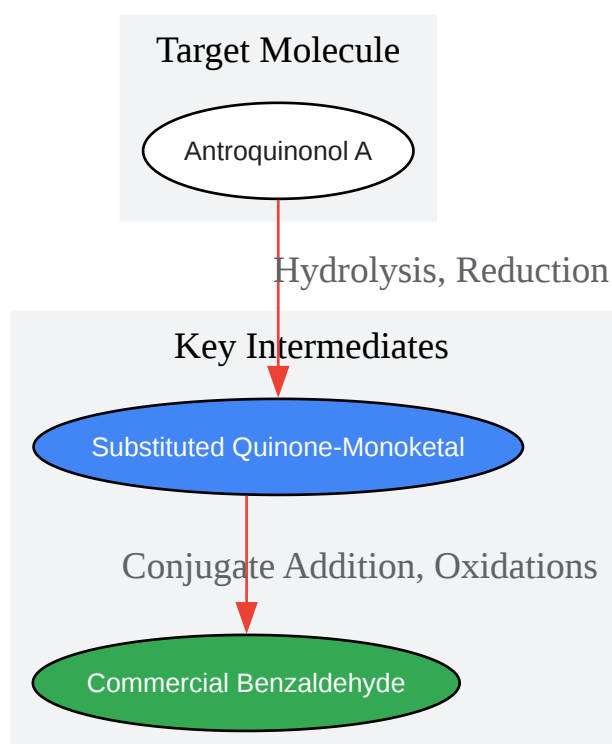 Target Molecule
Antroquinonol A
Hydrolysis, Reduction
Key Intermediates
Substituted Quinone-Monoketal
Conjugate Addition, Oxidations
Commercial Benzaldehyde